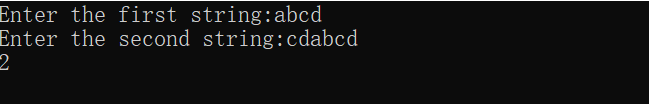 Enter the first string:abcd
Enter the second string:cdabcd
2